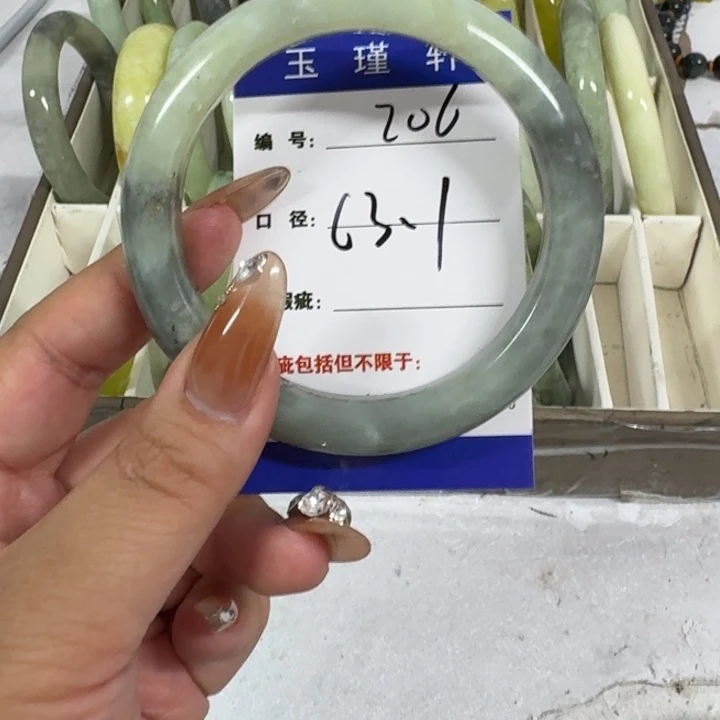 玉瑾轩
编 号: 206
口 径: 63.1
瑕疵:
疵包括但不限于: